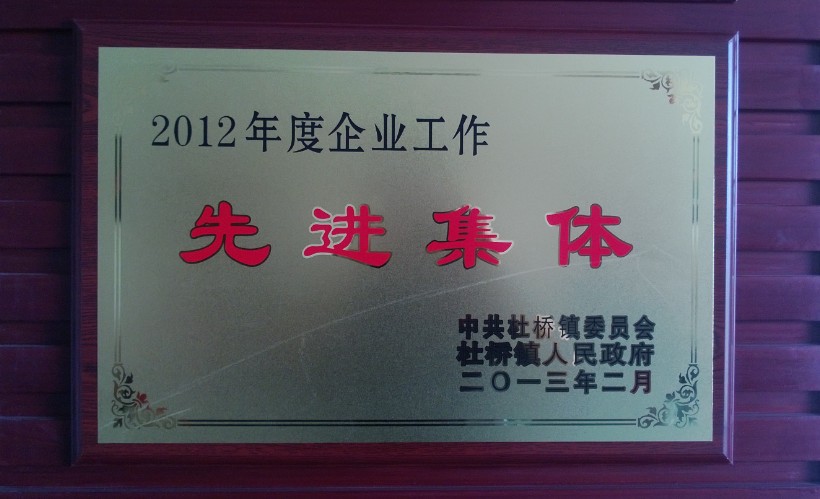 2012年度企业工作
先进集体
中共杜桥镇委员会
杜桥镇人民政府
二〇一三年二月